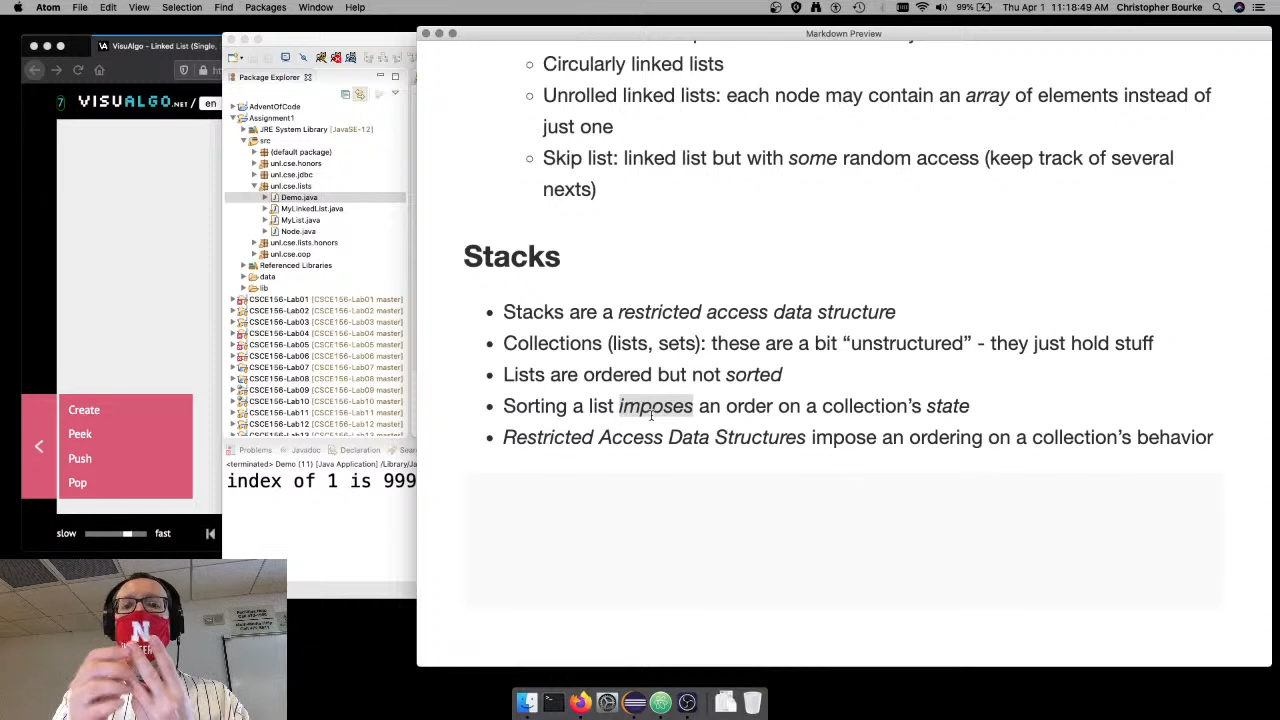 Atom File Edit View Selection Find Packages Window Help 99% Thu Apr 1 11:18:49 AM Christopher Bourke
VisuAlgo - Linked List (Single,
7 VISUALGO.NET / en
Create
Peek
Push
Pop
slow fast
Package Explorer
AdventOfCode
Assignment1
JRE System Library [JavaSE-12]
src
(default package)
unl.cse.honors
unl.cse.jdbc
unl.cse.lists
Demo.java
MyLinkedList.java
MyList.java
Node.java
unl.cse.lists.honors
unl.cse.oop
Referenced Libraries
data
lib
CSCE156-Lab01 [CSCE156-Lab01 master]
CSCE156-Lab02 [CSCE156-Lab02 master]
CSCE156-Lab03 [CSCE156-Lab03 master]
CSCE156-Lab04 [CSCE156-Lab04 master]
CSCE156-Lab05 [CSCE156-Lab05 master]
CSCE156-Lab06 [CSCE156-Lab06 master]
CSCE156-Lab07 [CSCE156-Lab07 master]
CSCE156-Lab08 [CSCE156-Lab08 master]
CSCE156-Lab09 [CSCE156-Lab09 master]
CSCE156-Lab10 [CSCE156-Lab10 master]
CSCE156-Lab11 [CSCE156-Lab11 master]
CSCE156-Lab12 [CSCE156-Lab12 master]
Problems Javadoc Declaration Sear
<terminated> Demo (11) [Java Application] /Library/Ja
index of 1 is 999
Markdown Preview
Circularly linked lists
Unrolled linked lists: each node may contain an array of elements instead of
just one
Skip list: linked list but with some random access (keep track of several
nexts)
Stacks
Stacks are a restricted access data structure
Collections (lists, sets): these are a bit “unstructured” - they just hold stuff
Lists are ordered but not sorted
Sorting a list imposes an order on a collection’s state
Restricted Access Data Structures impose an ordering on a collection’s behavior
N